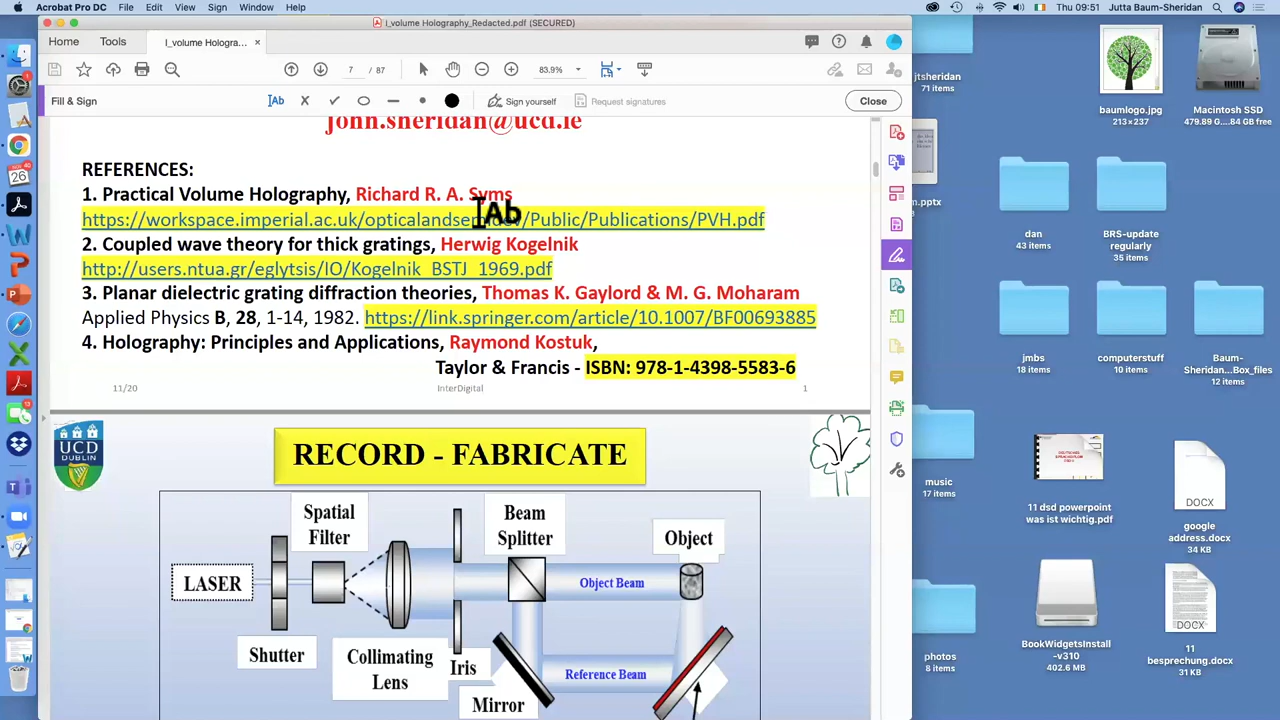 Acrobat Pro DC File Edit View Sign Window Help
Thu 09:51 Jutta Baum-Sheridan
I_volume Holography_Redacted.pdf (SECURED)
Home Tools I_volume Hologra... ×
7 / 87 83.9%
Fill & Sign
Ab Sign yourself Request signatures Close
john.sheridan@ucd.ie
REFERENCES:
1. Practical Volume Holography, Richard R. A. Syms
https://workspace.imperial.ac.uk/opticalandsemidev/Public/Publications/PVH.pdf
Ab
2. Coupled wave theory for thick gratings, Herwig Kogelnik
http://users.ntua.gr/eglytsis/IO/Kogelnik_BSTJ_1969.pdf
3. Planar dielectric grating diffraction theories, Thomas K. Gaylord & M. G. Moharam
Applied Physics B, 28, 1-14, 1982. https://link.springer.com/article/10.1007/BF00693885
4. Holography: Principles and Applications, Raymond Kostuk,
Taylor & Francis - ISBN: 978-1-4398-5583-6
11/20 InterDigital 1
UCD
DUBLIN
RECORD - FABRICATE
Spatial
Filter
Beam
Splitter
Object
LASER
Object Beam
Shutter
Collimating
Lens
Iris
Reference Beam
Mirror
jtsheridan
71 items
baumlogo.jpg
213×237
Macintosh SSD
479.89 G....84 GB free
m.pptx
dan
43 items
BRS-update
regularly
35 items
jmbs
18 items
computerstuff
10 items
Baum-
Sheridan...Box_files
12 items
music
17 items
11 dsd powerpoint
was ist wichtig.pdf
DOCX
google
address.docx
34 KB
photos
8 items
BookWidgetsInstall
-v310
402.6 MB
DOCX
11
besprechung.docx
31 KB